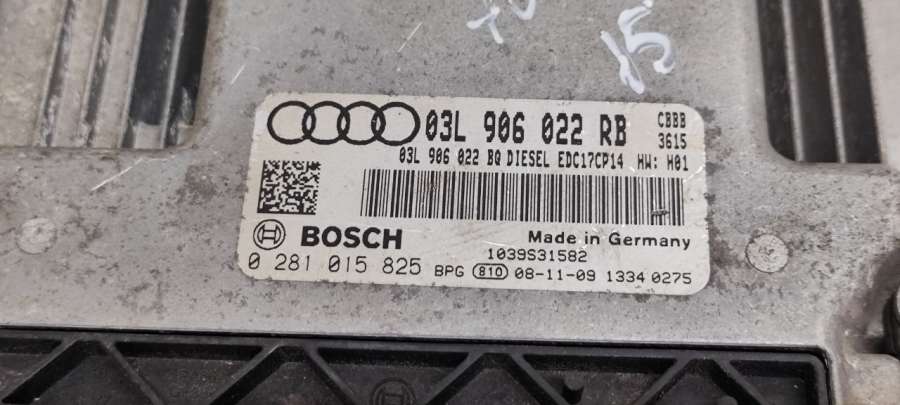 15
03L 906 022 RB CBBB
3615
03L 906 022 BQ DIESEL EDC17CP14 HW: H01
BOSCH Made in Germany
1039S31582
0 281 015 825 BPG 810 08-11-09 1334 0275